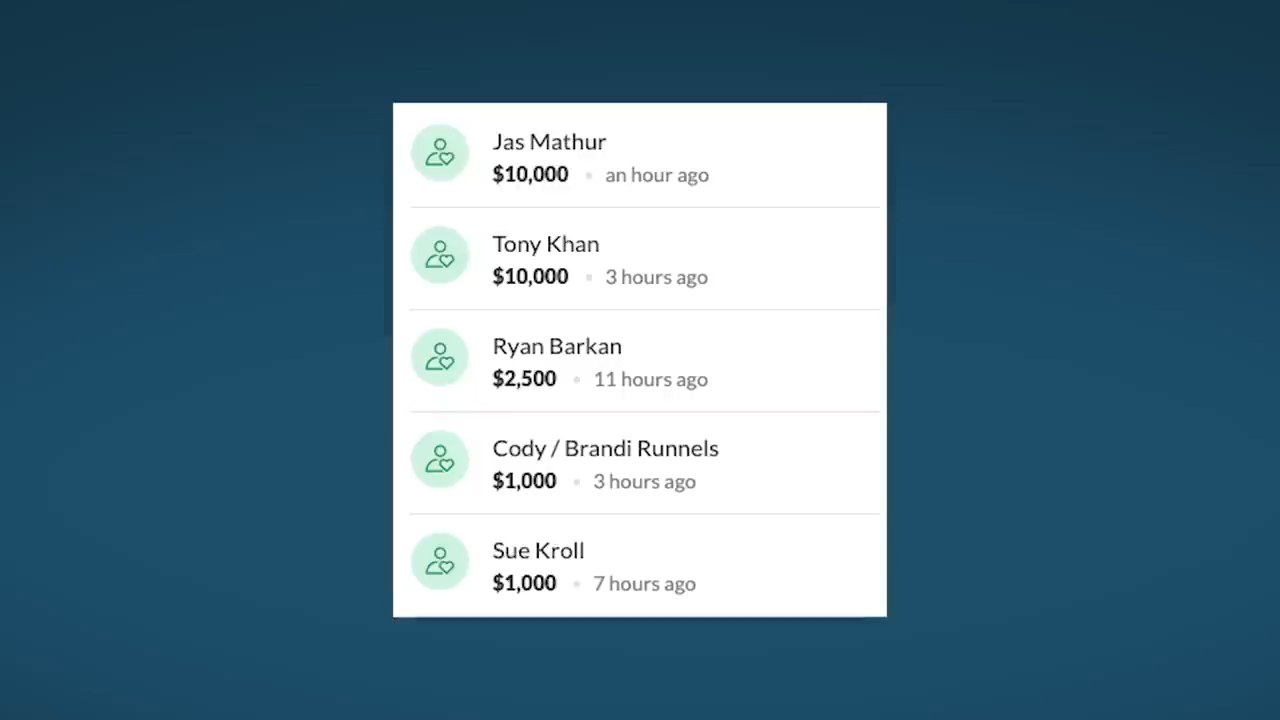 Jas Mathur
$10,000 • an hour ago
Tony Khan
$10,000 • 3 hours ago
Ryan Barkan
$2,500 • 11 hours ago
Cody / Brandi Runnels
$1,000 • 3 hours ago
Sue Kroll
$1,000 • 7 hours ago